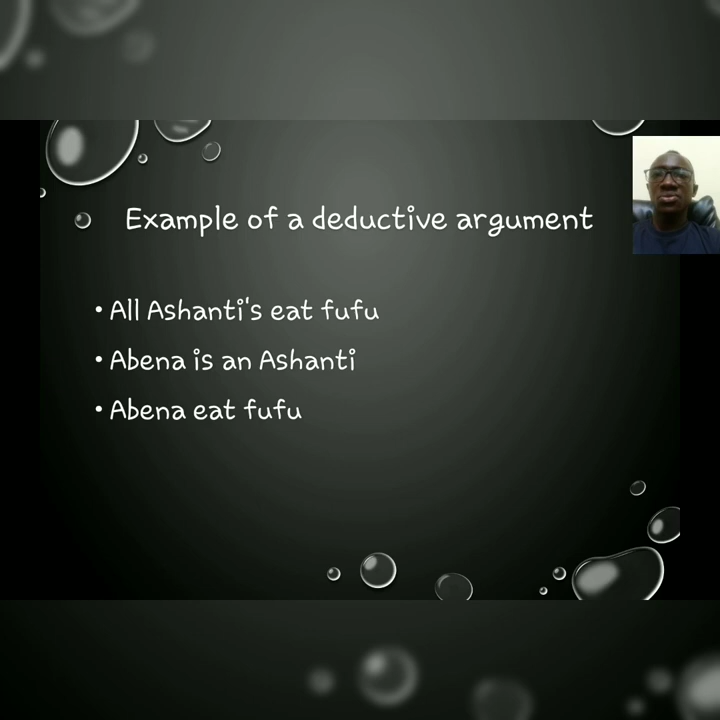 Example of a deductive argument
• All Ashanti's eat fufu
• Abena is an Ashanti
• Abena eat fufu